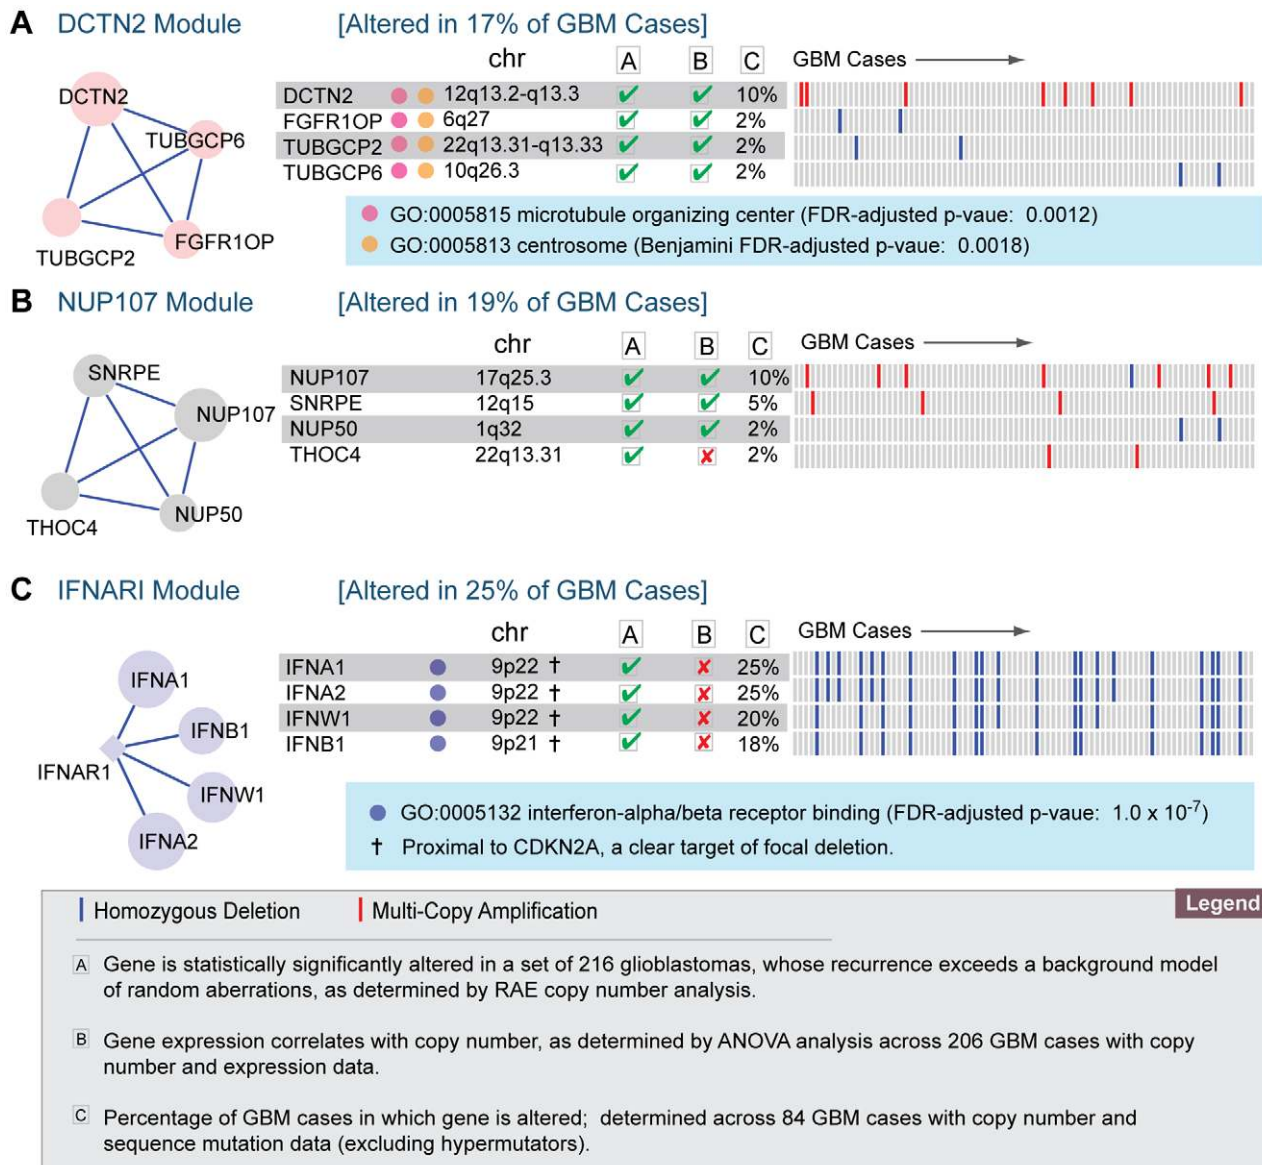 A DCTN2 Module [Altered in 17% of GBM Cases]
chr A B C GBM Cases
DCTN2
TUBGCP6
TUBGCP2
FGFR1OP
DCTN2 12q13.2-q13.3 ✔ ✔ 10%
FGFR1OP 6q27 ✔ ✔ 2%
TUBGCP2 22q13.31-q13.33 ✔ ✔ 2%
TUBGCP6 10q26.3 ✔ ✔ 2%
GO:0005815 microtubule organizing center (FDR-adjusted p-vaue: 0.0012)
GO:0005813 centrosome (Benjamini FDR-adjusted p-vaue: 0.0018)
B NUP107 Module [Altered in 19% of GBM Cases]
chr A B C GBM Cases
SNRPE
NUP107
THOC4
NUP50
NUP107 17q25.3 ✔ ✔ 10%
SNRPE 12q15 ✔ ✔ 5%
NUP50 1q32 ✔ ✔ 2%
THOC4 22q13.31 ✔ ✘ 2%
C IFNARI Module [Altered in 25% of GBM Cases]
chr A B C GBM Cases
IFNA1
IFNB1
IFNAR1
IFNW1
IFNA2
IFNA1 9p22 † ✔ ✘ 25%
IFNA2 9p22 † ✔ ✘ 25%
IFNW1 9p22 † ✔ ✘ 20%
IFNB1 9p21 † ✔ ✘ 18%
GO:0005132 interferon-alpha/beta receptor binding (FDR-adjusted p-vaue: 1.0 x 10⁻⁷)
† Proximal to CDKN2A, a clear target of focal deletion.
Legend
Homozygous Deletion Multi-Copy Amplification
A Gene is statistically significantly altered in a set of 216 glioblastomas, whose recurrence exceeds a background model
of random aberrations, as determined by RAE copy number analysis.
B Gene expression correlates with copy number, as determined by ANOVA analysis across 206 GBM cases with copy
number and expression data.
C Percentage of GBM cases in which gene is altered; determined across 84 GBM cases with copy number and
sequence mutation data (excluding hypermutators).